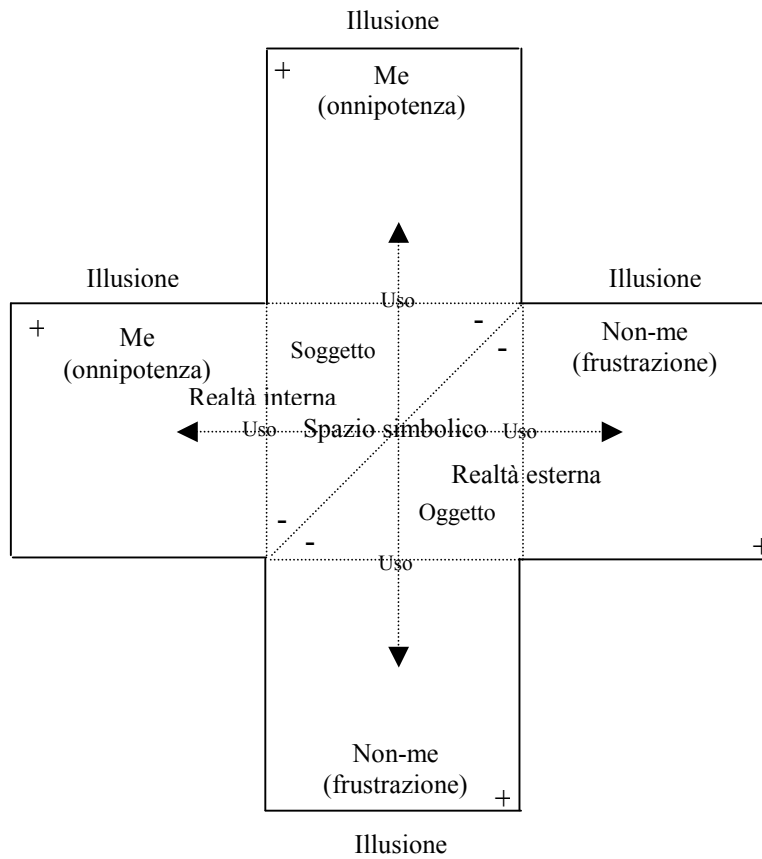 Illusione
+
Me
(onnipotenza)
Illusione
Illusione
Uso
+
Me
(onnipotenza)
-
-
Non-me
(frustrazione)
Soggetto
Realtà interna
Uso
Spazio simbolico
Uso
Realtà esterna
Oggetto
-
-
Uso
+
Non-me
(frustrazione)
+
Illusione